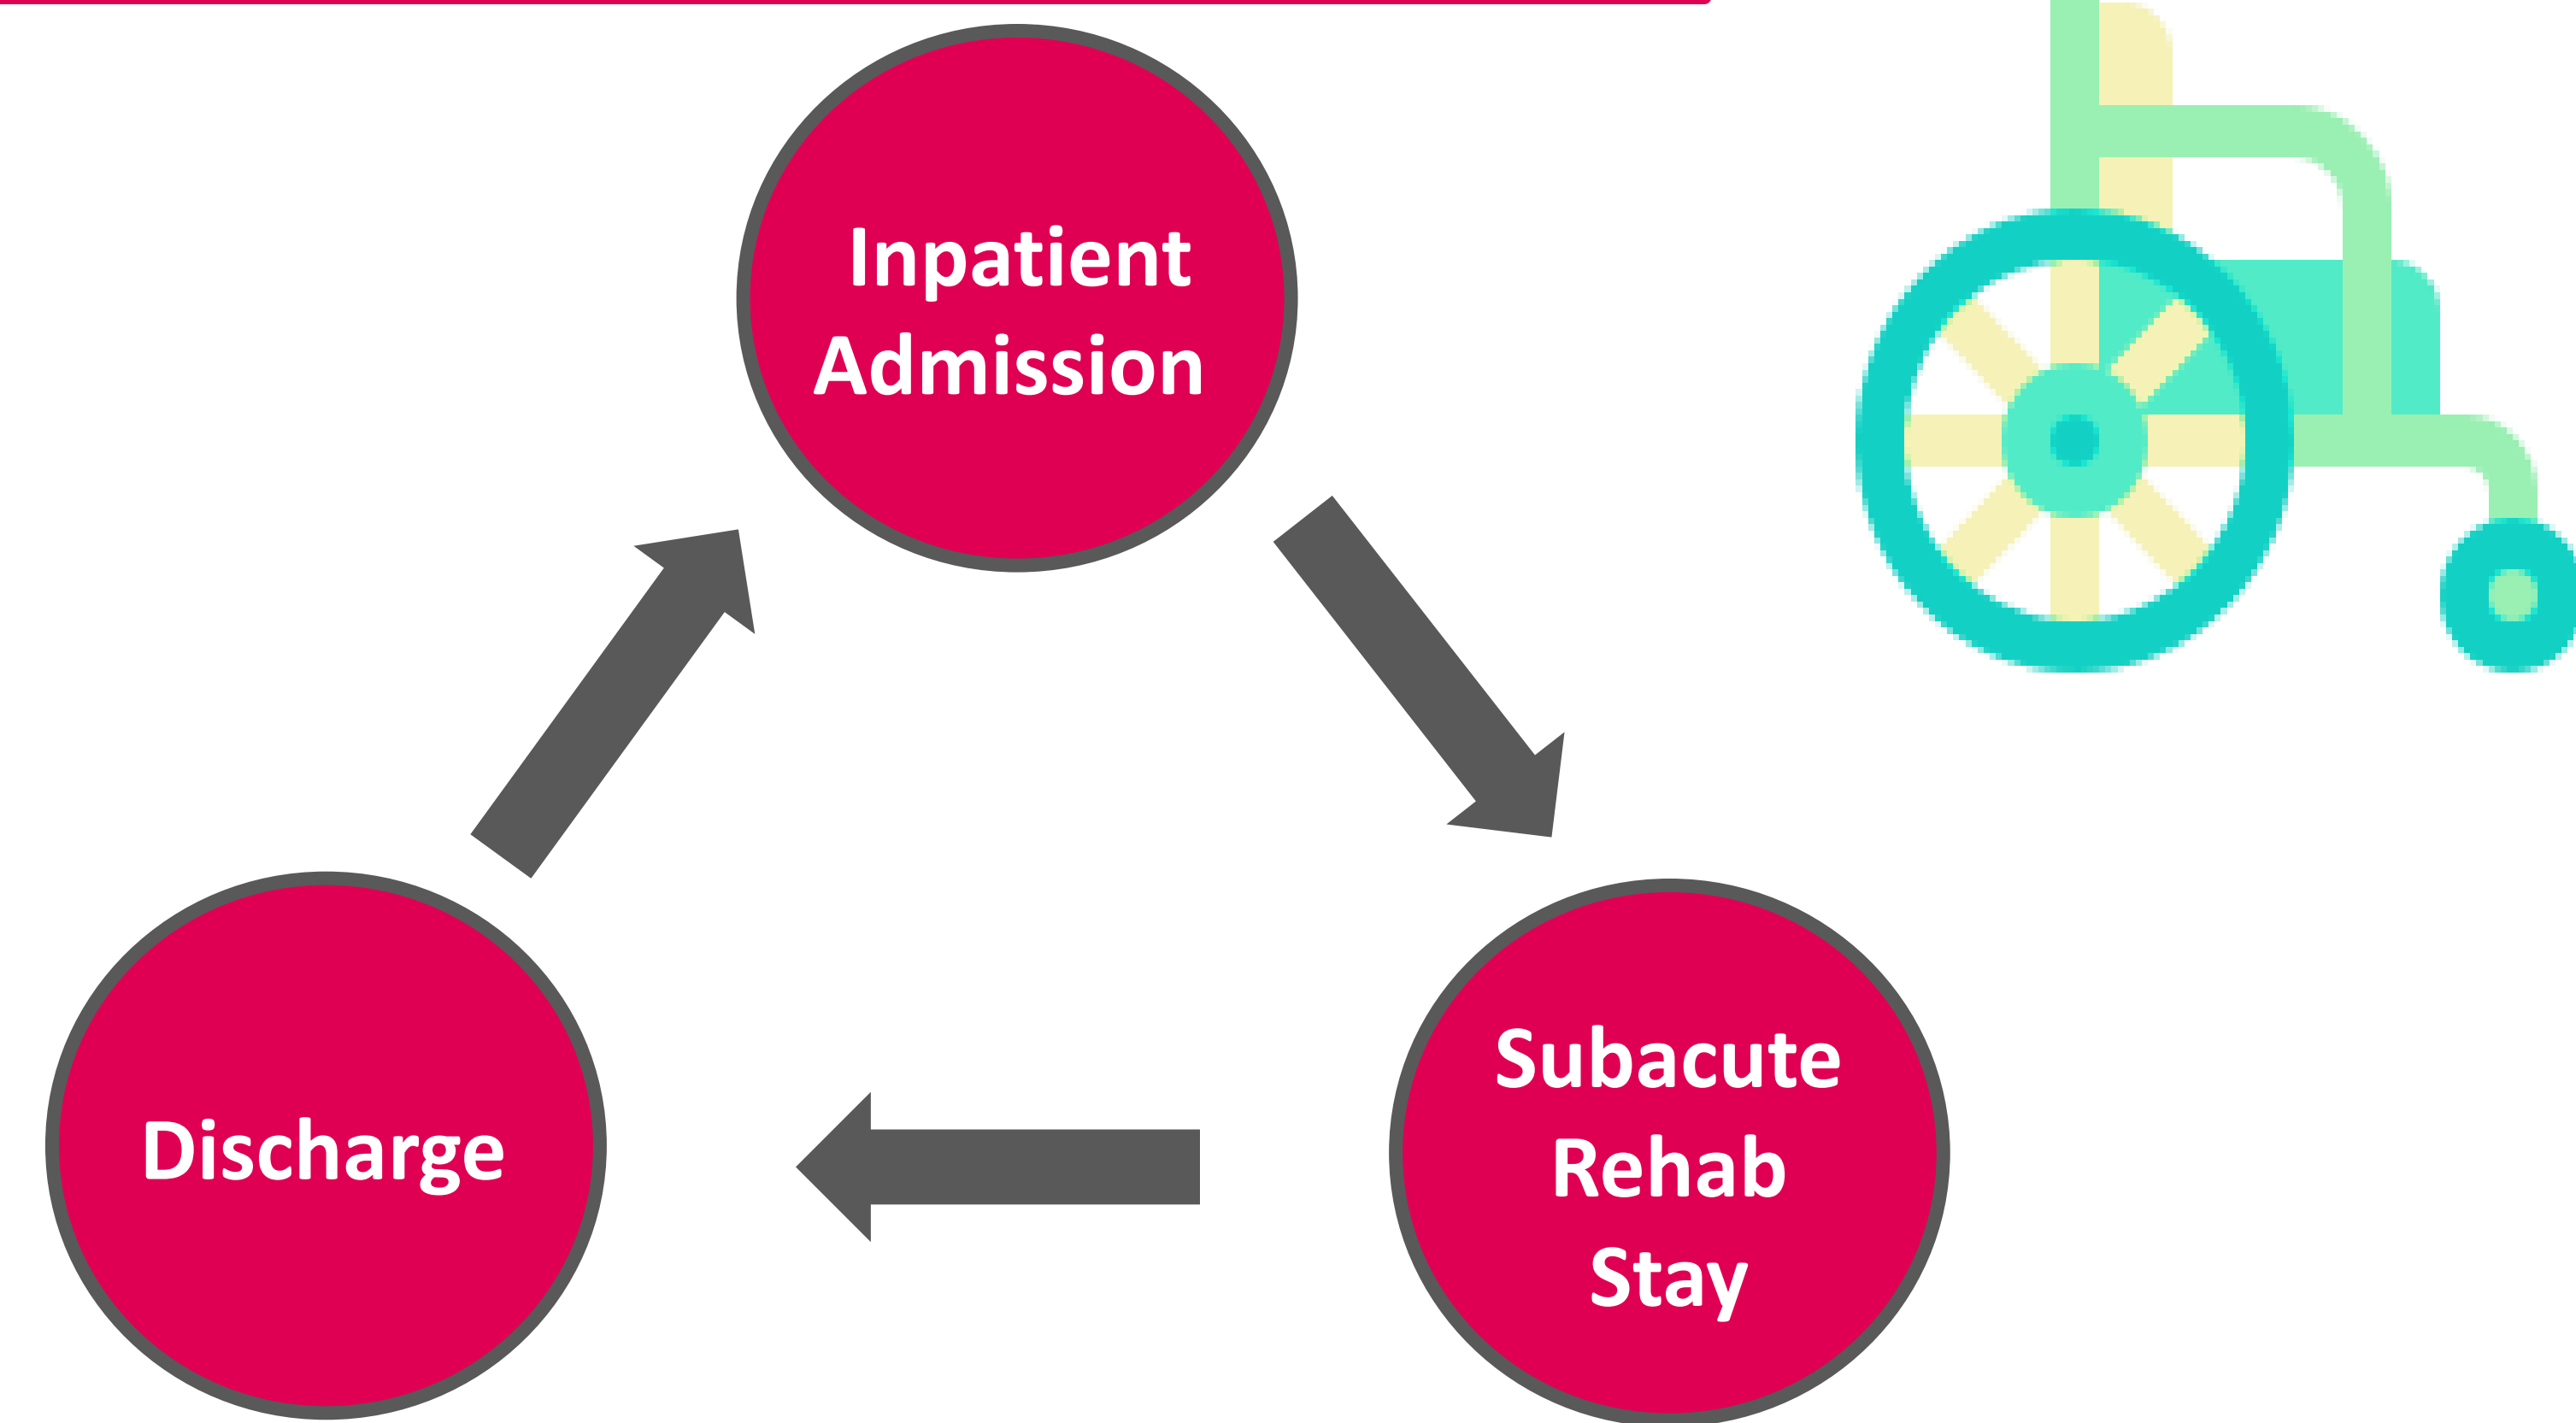 Inpatient
Admission
Discharge
Subacute
Rehab
Stay